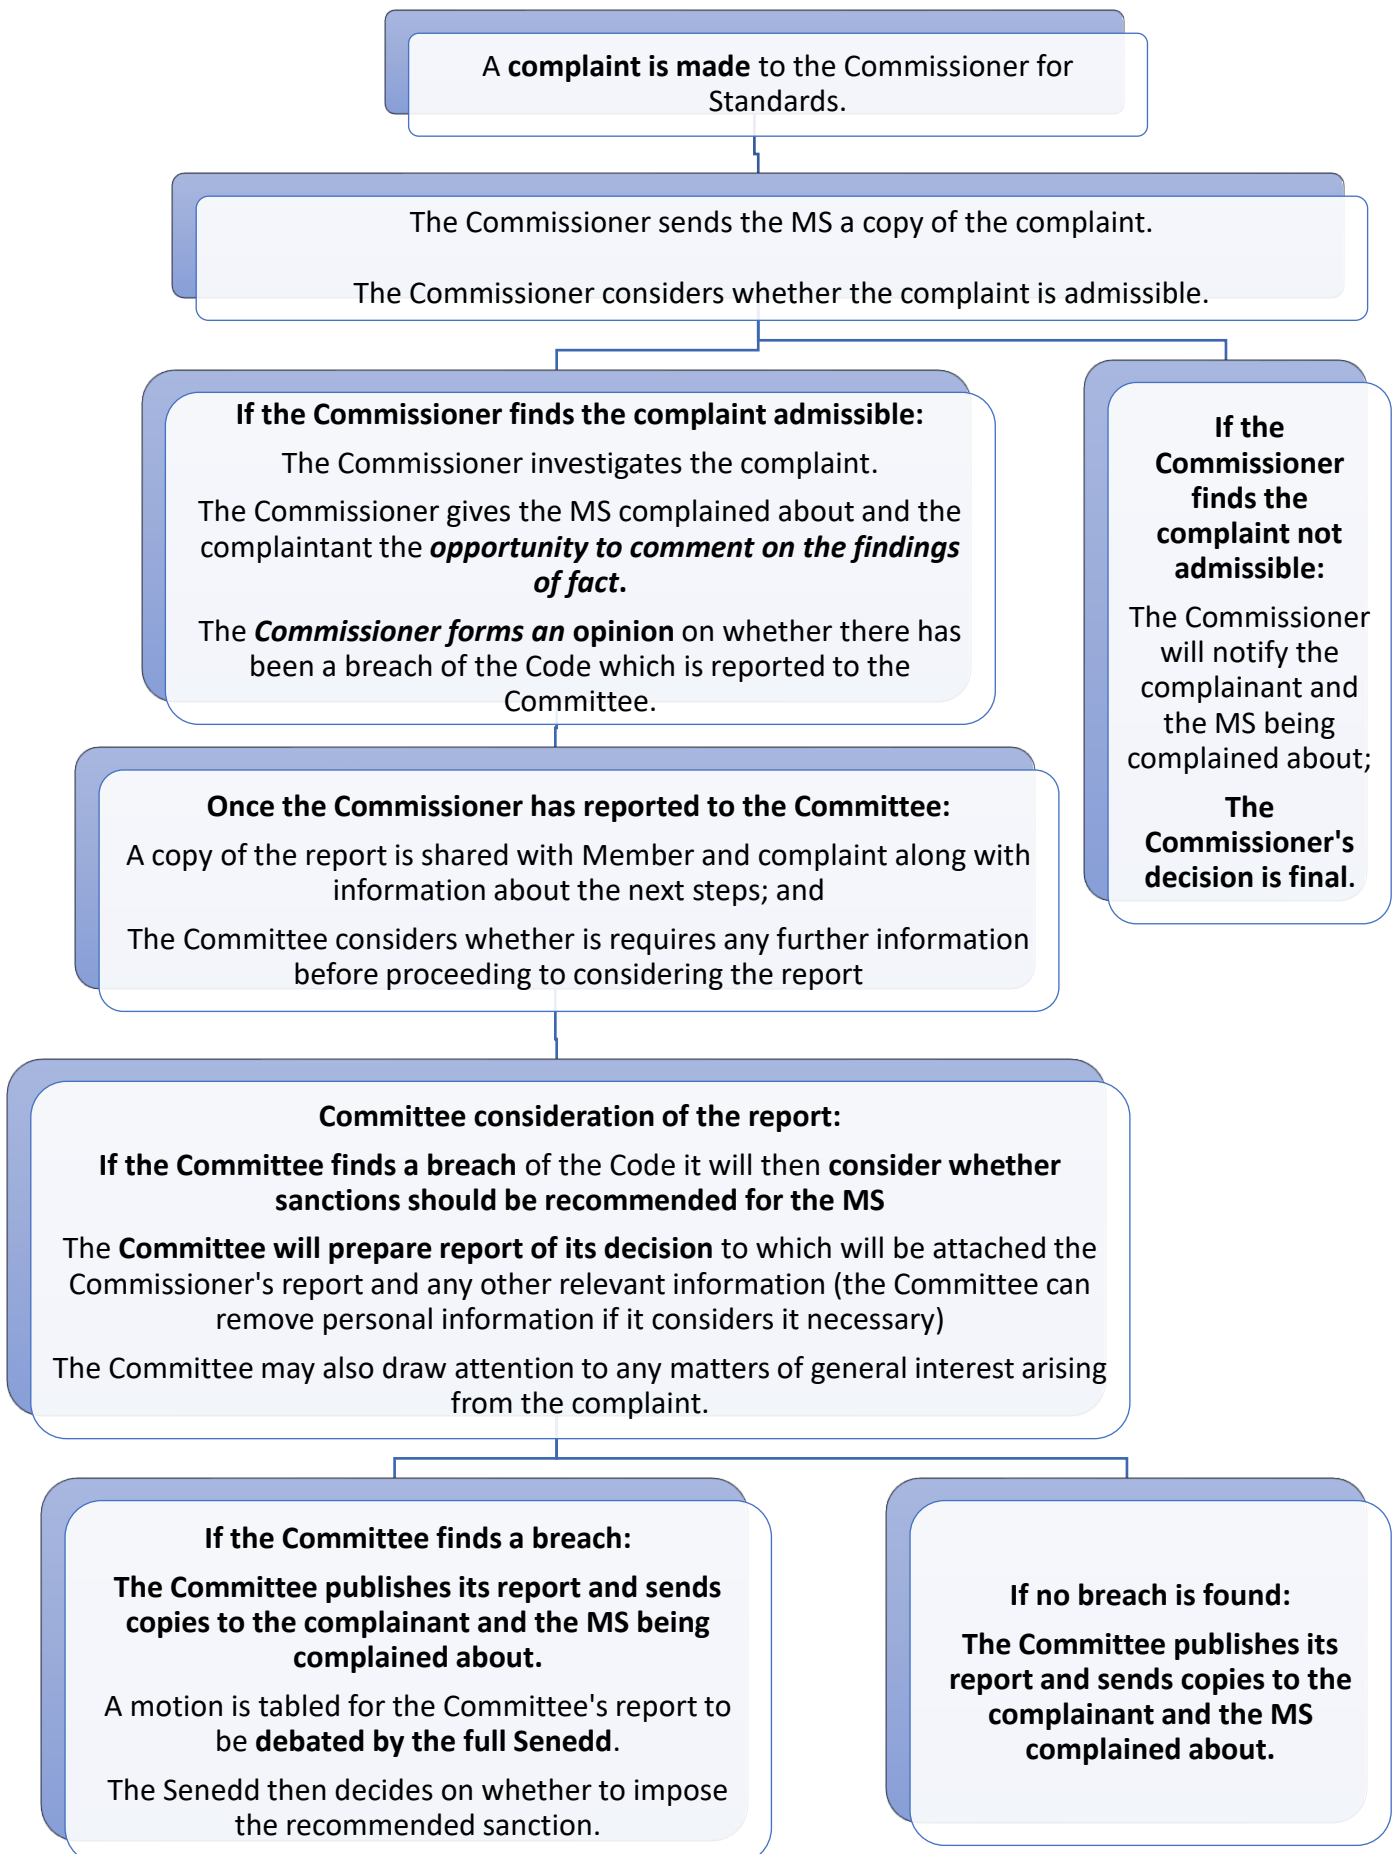 A complaint is made to the Commissioner for
Standards.
The Commissioner sends the MS a copy of the complaint.
The Commissioner considers whether the complaint is admissible.
If the Commissioner finds the complaint admissible:
The Commissioner investigates the complaint.
The Commissioner gives the MS complained about and the
complaintant the opportunity to comment on the findings
of fact.
The Commissioner forms an opinion on whether there has
been a breach of the Code which is reported to the
Committee.
If the
Commissioner
finds the
complaint not
admissible:
The Commissioner
will notify the
complainant and
the MS being
complained about;
The
Commissioner's
decision is final.
Once the Commissioner has reported to the Committee:
A copy of the report is shared with Member and complaint along with
information about the next steps; and
The Committee considers whether is requires any further information
before proceeding to considering the report
Committee consideration of the report:
If the Committee finds a breach of the Code it will then consider whether
sanctions should be recommended for the MS
The Committee will prepare report of its decision to which will be attached the
Commissioner's report and any other relevant information (the Committee can
remove personal information if it considers it necessary)
The Committee may also draw attention to any matters of general interest arising
from the complaint.
If the Committee finds a breach:
The Committee publishes its report and sends
copies to the complainant and the MS being
complained about.
A motion is tabled for the Committee's report to
be debated by the full Senedd.
The Senedd then decides on whether to impose
the recommended sanction.
If no breach is found:
The Committee publishes its
report and sends copies to the
complainant and the MS
complained about.